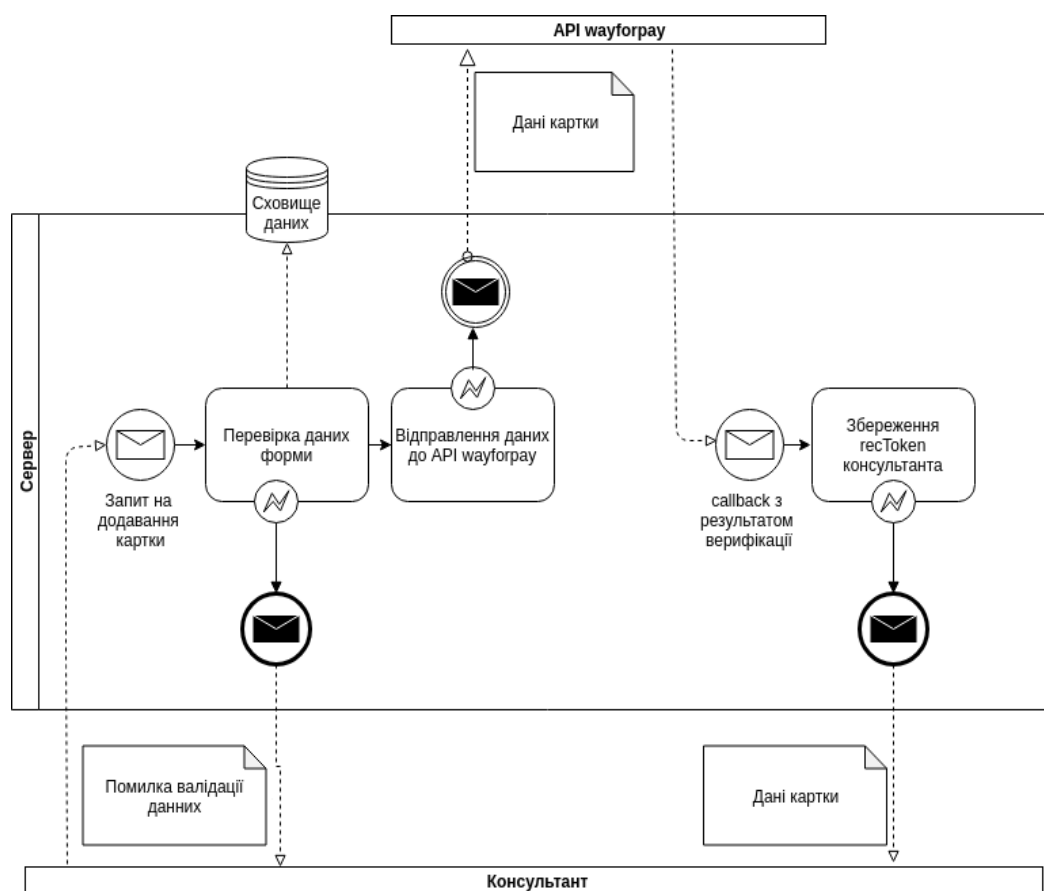 API wayforpay
Дані картки
Сховище
даних
Сервер
Запит на
додавання
картки
Перевірка даних
форми
Відправлення даних
до API wayforpay
callback з
результатом
верифікації
Збереження
recToken
консультанта
Помилка валідації
данних
Дані картки
Консультант